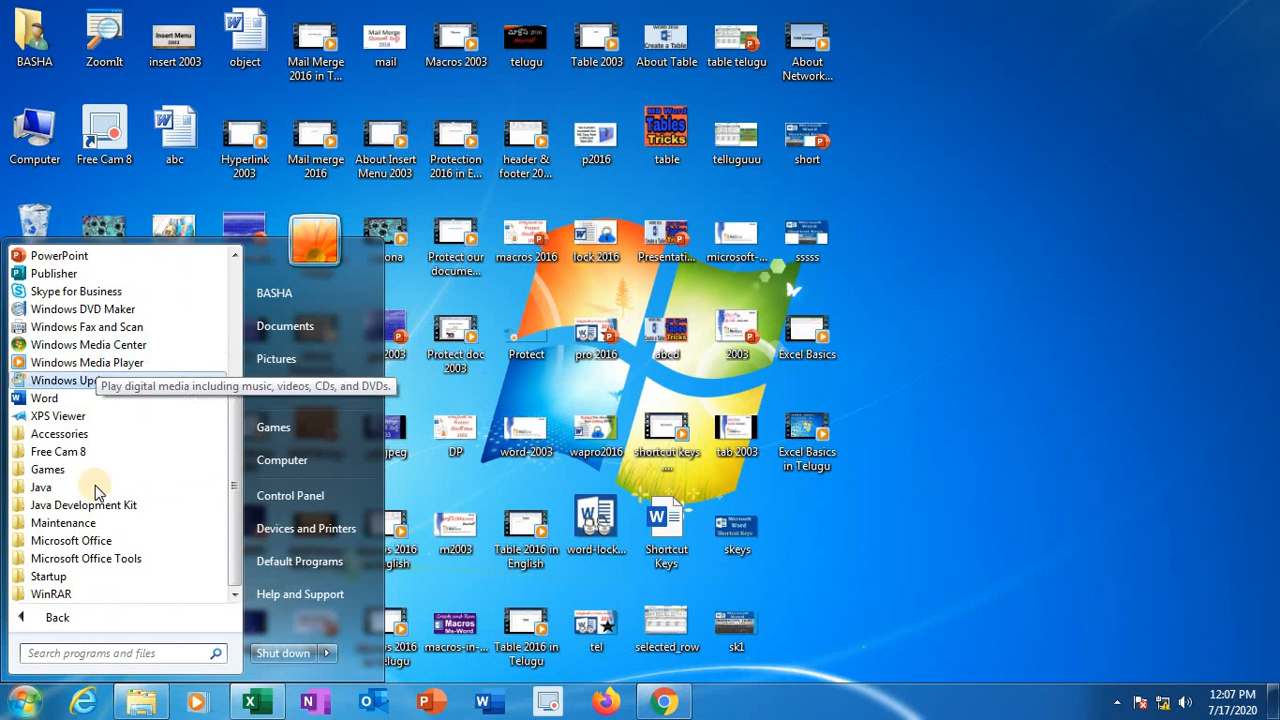 BASHA
ZoomIt
insert 2003
object
Mail Merge
2016 in T...
mail
Macros 2003
telugu
Table 2003
About Table
table telugu
About
Network...
Computer
Free Cam 8
abc
Hyperlink
2003
Mail merge
2016
About Insert
Menu 2003
Protection
2016 in E...
header &
footer 20...
p2016
table
telluguuu
short
ona
Protect our
docume...
macros 2016
lock 2016
Presentati...
microsoft-...
sssss
2003
Protect doc
2003
Protect
pro 2016
abcd
2003
Excel Basics
jpeg
DP
word-2003
wapro2016
shortcut keys
....
tab 2003
Excel Basics
in Telugu
2016
English
m2003
Table 2016 in
English
word-lock...
Shortcut
Keys
skeys
2016
elugu
macros-in-...
Table 2016 in
Telugu
tel
selected_row
sk1
PowerPoint
Publisher
Skype for Business
Windows DVD Maker
Windows Fax and Scan
Windows Media Center
Windows Media Player
Windows Up
Play digital media including music, videos, CDs, and DVDs.
Word
XPS Viewer
Accessories
Free Cam 8
Games
Java
Java Development Kit
Maintenance
Microsoft Office
Microsoft Office Tools
Startup
WinRAR
Back
Search programs and files
BASHA
Documents
Pictures
Games
Computer
Control Panel
Devices and Printers
Default Programs
Help and Support
Shut down
12:07 PM
7/17/2020